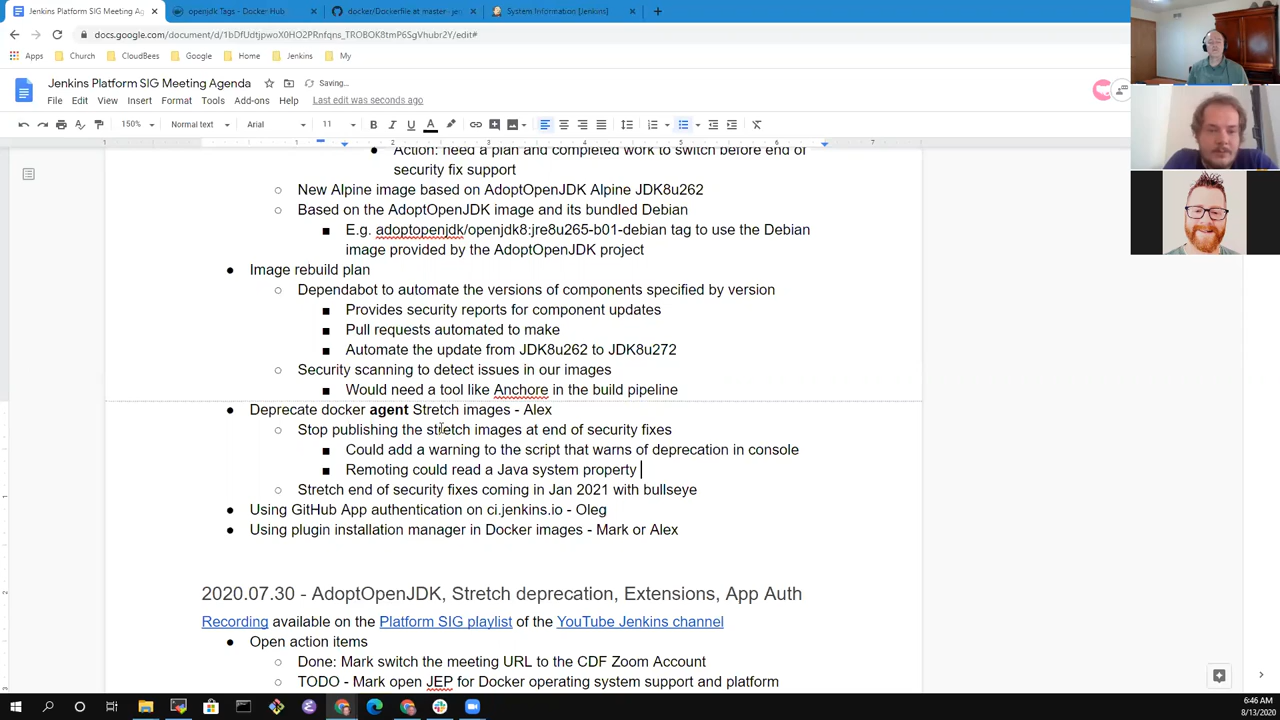 Jenkins Platform SIG Meeting Ag
openjdk Tags - Docker Hub
docker/Dockerfile at master · jen
System Information [Jenkins]
docs.google.com/document/d/1bDfUdtjpwoX0HO2PRnfqns_TROBOK8tmP6SgVhubr2Y/edit#
Apps
Church
CloudBees
Google
Home
Jenkins
My
Jenkins Platform SIG Meeting Agenda
Saving...
File Edit View Insert Format Tools Add-ons Help Last edit was seconds ago
150% Normal text Arial 11 B I U A
1 1 2 3 4 5 6 7
Action: need a plan and completed work to switch before end of
security fix support
New Alpine image based on AdoptOpenJDK Alpine JDK8u262
Based on the AdoptOpenJDK image and its bundled Debian
E.g. adoptopenjdk/openjdk8:jre8u265-b01-debian tag to use the Debian
image provided by the AdoptOpenJDK project
Image rebuild plan
Dependabot to automate the versions of components specified by version
Provides security reports for component updates
Pull requests automated to make
Automate the update from JDK8u262 to JDK8u272
Security scanning to detect issues in our images
Would need a tool like Anchore in the build pipeline
Deprecate docker agent Stretch images - Alex
Stop publishing the stretch images at end of security fixes
Could add a warning to the script that warns of deprecation in console
Remoting could read a Java system property
Stretch end of security fixes coming in Jan 2021 with bullseye
Using GitHub App authentication on ci.jenkins.io - Oleg
Using plugin installation manager in Docker images - Mark or Alex
2020.07.30 - AdoptOpenJDK, Stretch deprecation, Extensions, App Auth
Recording available on the Platform SIG playlist of the YouTube Jenkins channel
Open action items
Done: Mark switch the meeting URL to the CDF Zoom Account
TODO - Mark open JEP for Docker operating system support and platform
6:46 AM
8/13/2020